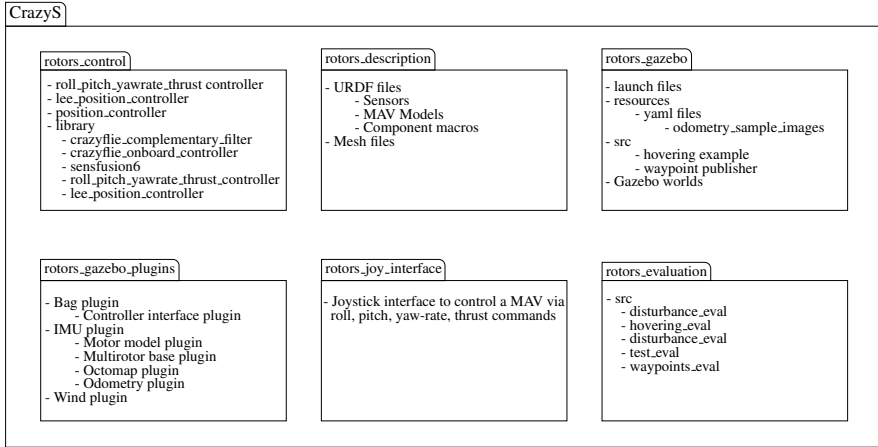 CrazyS
rotors_control
- roll_pitch_yawrate_thrust controller
- lee_position_controller
- position_controller
- library
- crazyflie_complementary_filter
- crazyflie_onboard_controller
- sensfusion6
- roll_pitch_yawrate_thrust_controller
- lee_position_controller
rotors_description
- URDF files
- Sensors
- MAV Models
- Component macros
- Mesh files
rotors_gazebo
- launch files
- resources
- yaml files
- odometry_sample_images
- src
- hovering example
- waypoint publisher
- Gazebo worlds
rotors_gazebo_plugins
- Bag plugin
- Controller interface plugin
- IMU plugin
- Motor model plugin
- Multirotor base plugin
- Octomap plugin
- Odometry plugin
- Wind plugin
rotors_joy_interface
- Joystick interface to control a MAV via
roll, pitch, yaw-rate, thrust commands
rotors_evaluation
- src
- disturbance_eval
- hovering_eval
- disturbance_eval
- test_eval
- waypoints_eval